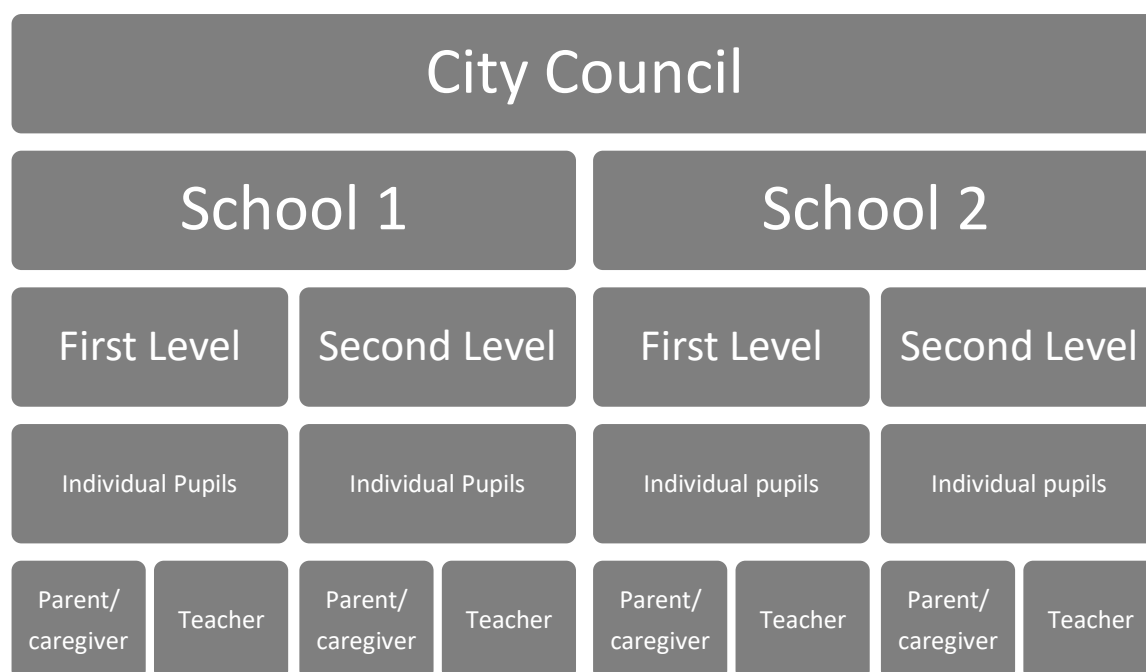 City Council
School 1
School 2
First Level
Second Level
First Level
Second Level
Individual Pupils
Individual Pupils
Individual pupils
Individual pupils
Parent/
caregiver
Teacher
Parent/
caregiver
Teacher
Parent/
caregiver
Teacher
Parent/
caregiver
Teacher